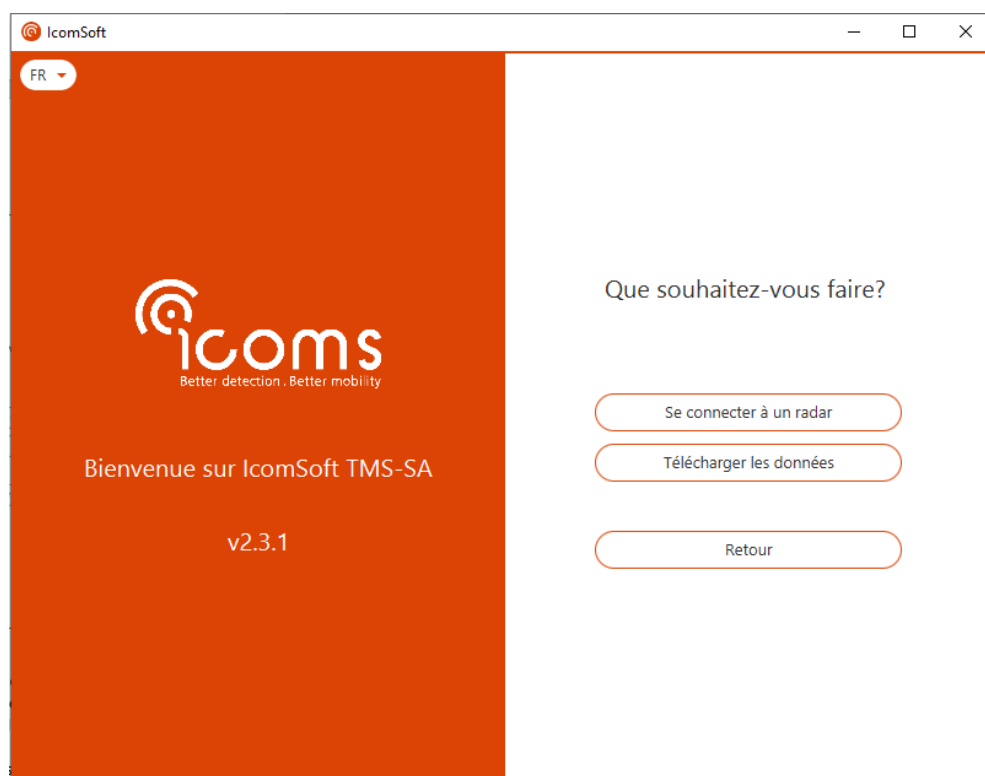 IcomSoft
FR
icoms
Better detection . Better mobility
Bienvenue sur IcomSoft TMS-SA
v2.3.1
Que souhaitez-vous faire?
Se connecter à un radar
Télécharger les données
Retour